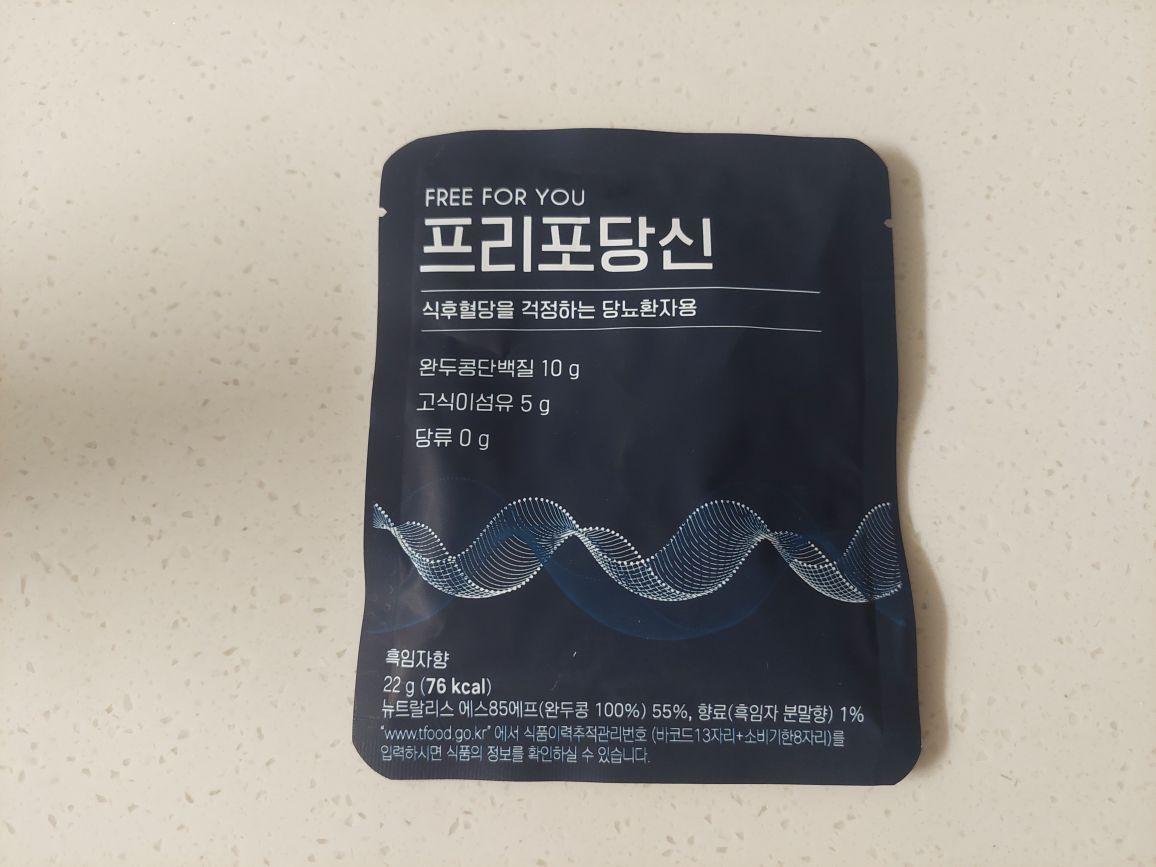 FREE FOR YOU
프리포당신
식후혈당을 걱정하는 당뇨환자용
완두콩단백질 10 g
고식이섬유 5 g
당류 0 g
흑임자향
22 g (76 kcal)
뉴트랄리스 에스85에프(완두콩 100%) 55%, 향료(흑임자 분말향) 1%
"www.tfood.go.kr" 에서 식품이력추적관리번호 (바코드13자리+소비기한8자리)를
입력하시면 식품의 정보를 확인하실 수 있습니다.